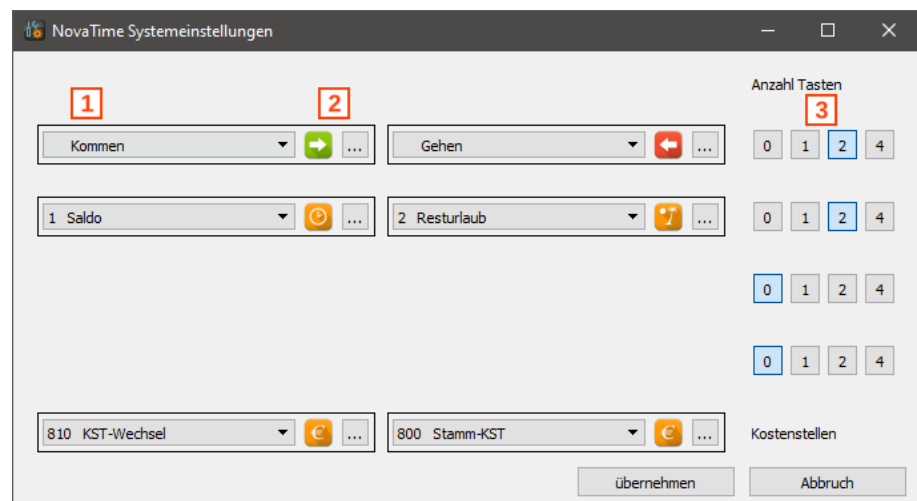 NovaTime Systemeinstellungen
Anzahl Tasten
1 2 3
Kommen ... Gehen ... 0 1 2 4
1 Saldo ... 2 Resturlaub ... 0 1 2 4
0 1 2 4
0 1 2 4
810 KST-Wechsel € ... 800 Stamm-KST € ... Kostenstellen
übernehmen Abbruch